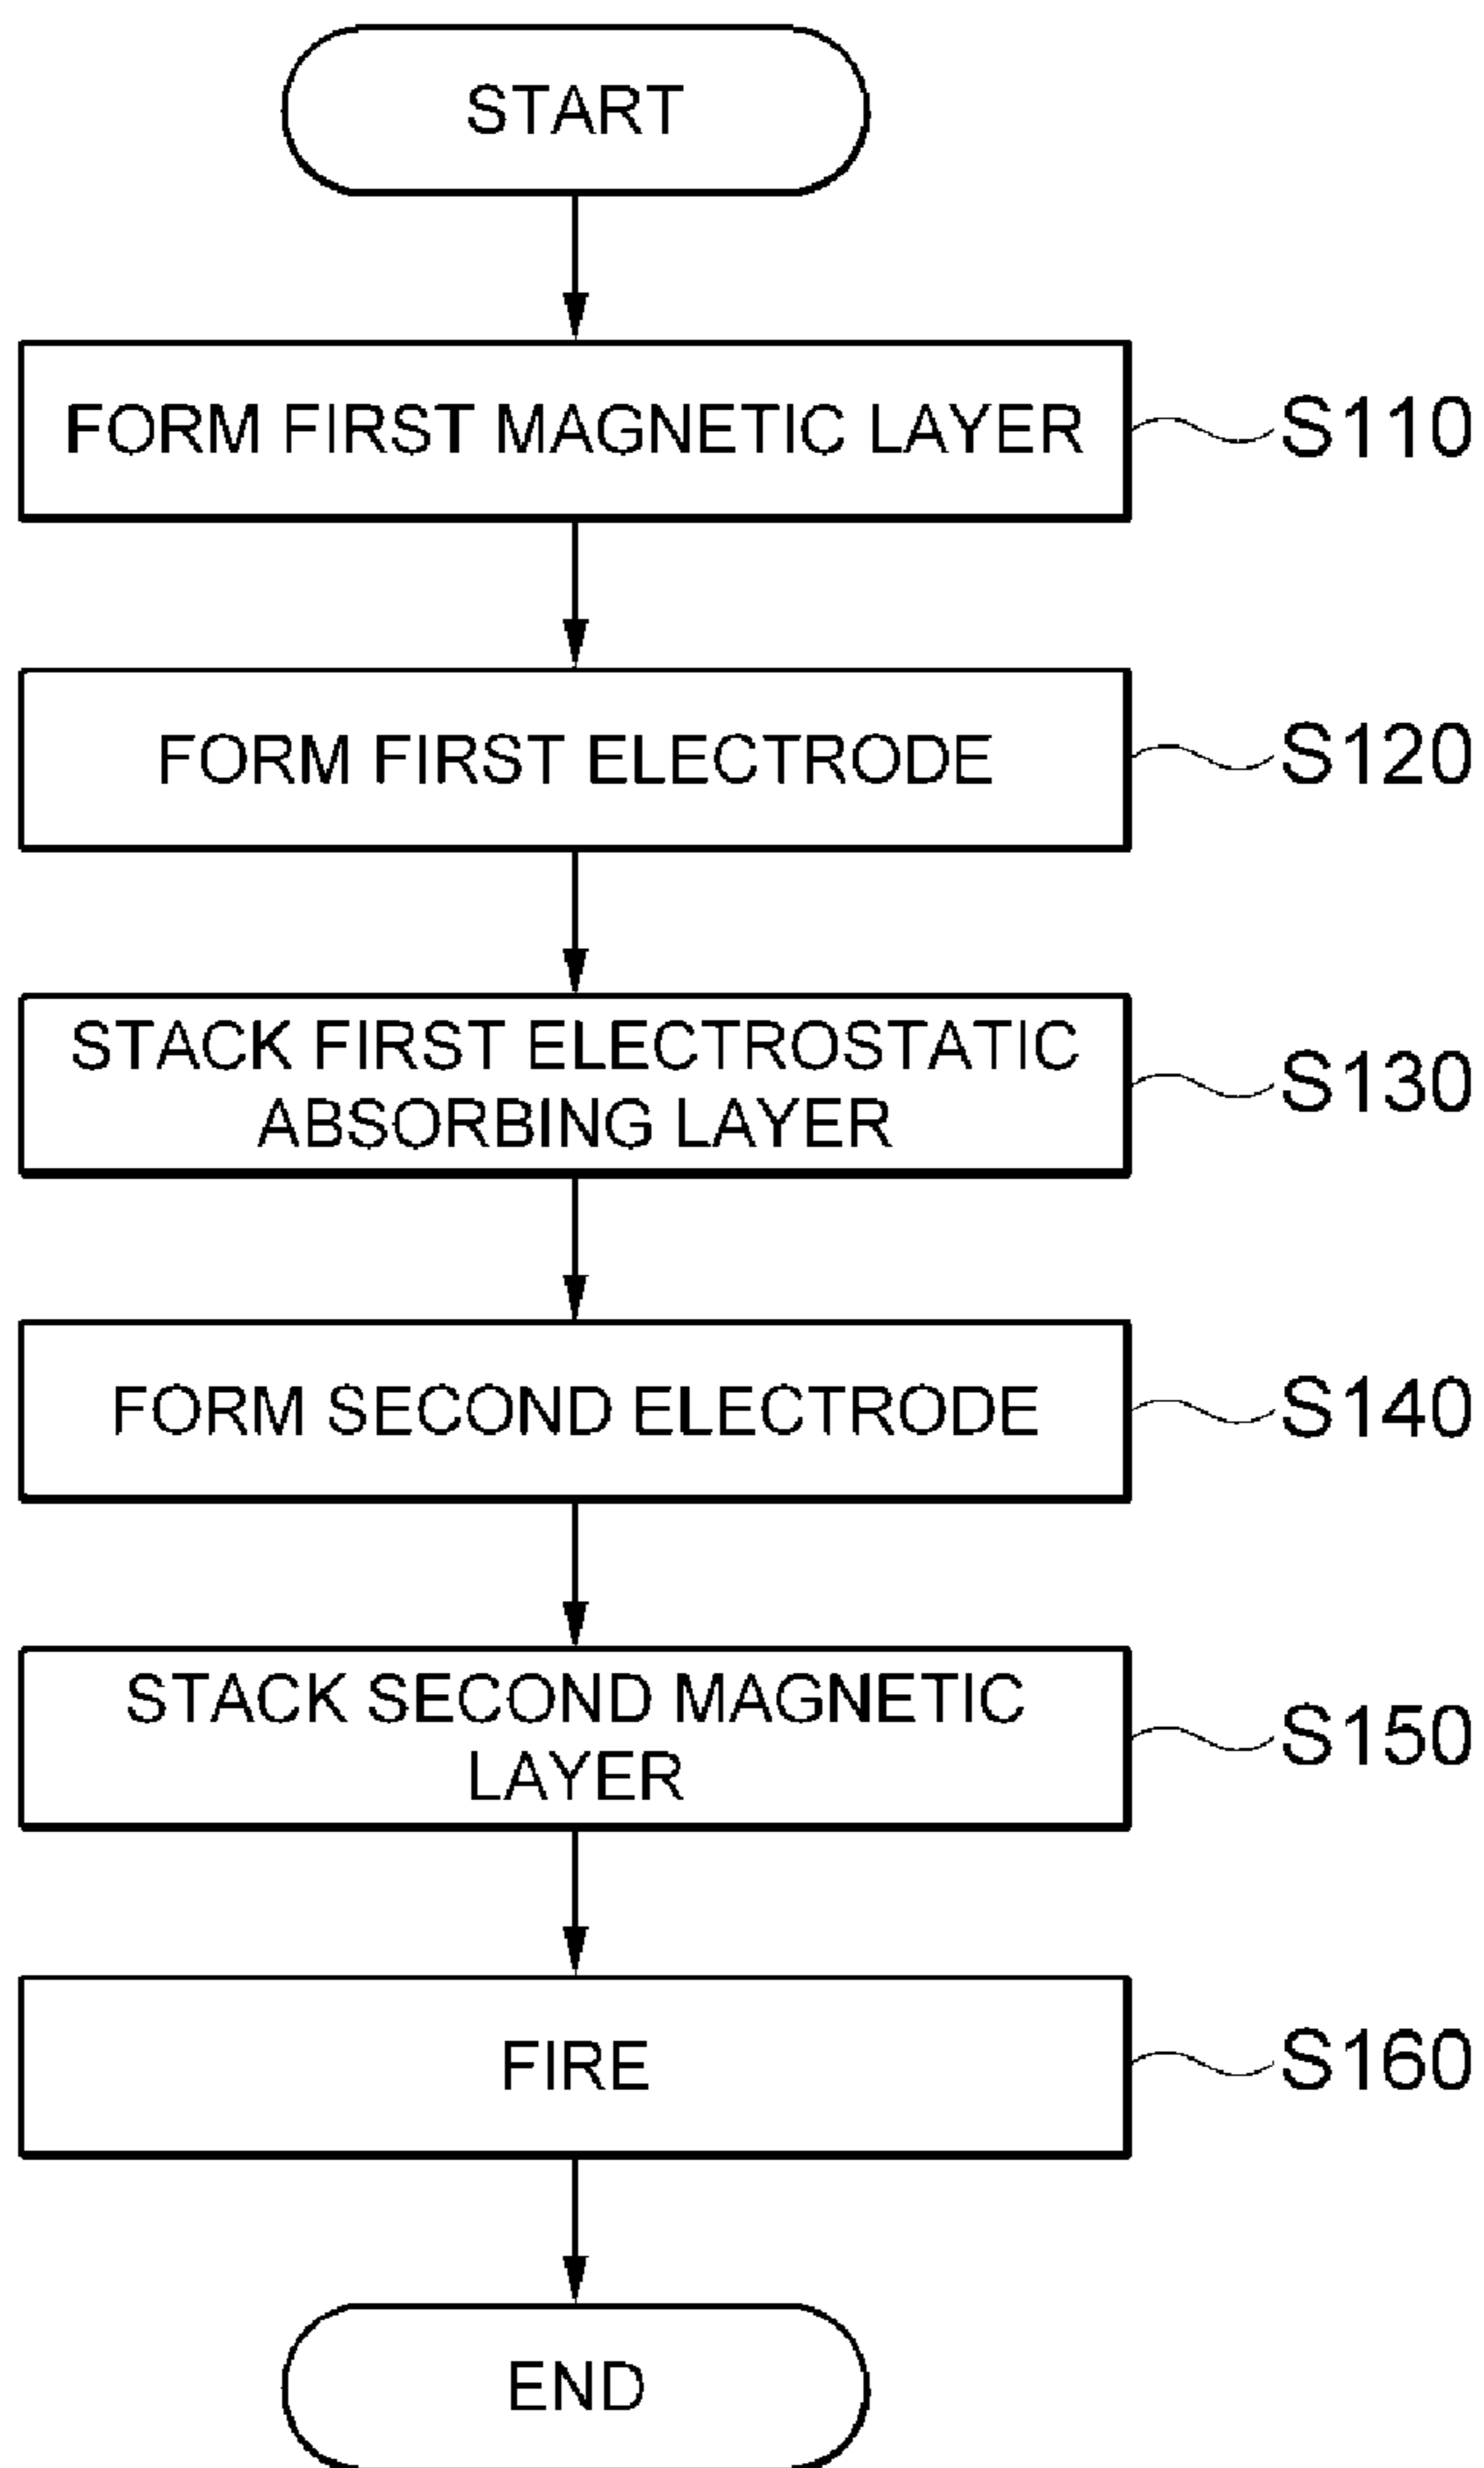 START
FORM FIRST MAGNETIC LAYER
S110
FORM FIRST ELECTRODE
S120
STACK FIRST ELECTROSTATIC
ABSORBING LAYER
S130
FORM SECOND ELECTRODE
S140
STACK SECOND MAGNETIC
LAYER
S150
FIRE
S160
END